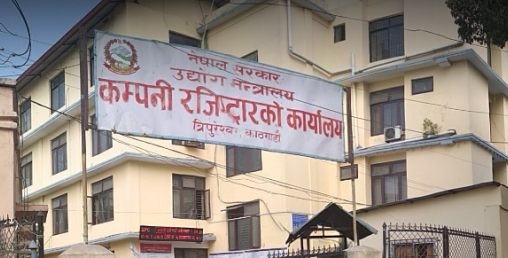 नेपाल सरकार
उद्योग मन्त्रालय
कम्पनी रजिष्ट्रारको कार्यालय
त्रिपुरेश्वर, काठमाडौं